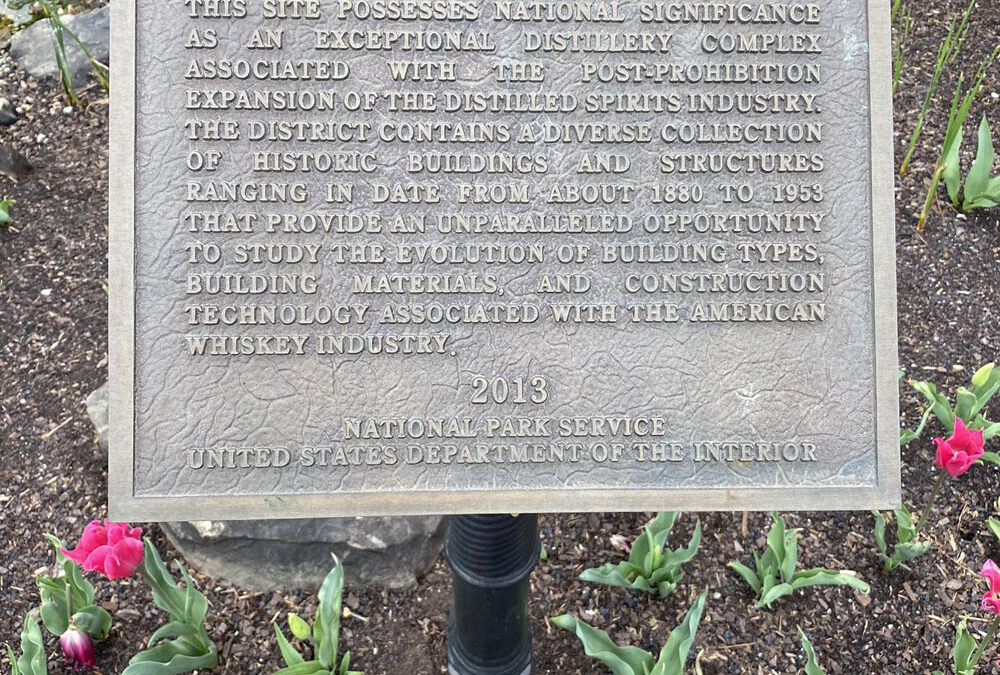 THIS SITE POSSESSES NATIONAL SIGNIFICANCE
AS AN EXCEPTIONAL DISTILLERY COMPLEX
ASSOCIATED WITH THE POST-PROHIBITION
EXPANSION OF THE DISTILLED SPIRITS INDUSTRY.
THE DISTRICT CONTAINS A DIVERSE COLLECTION
OF HISTORIC BUILDINGS AND STRUCTURES
RANGING IN DATE FROM ABOUT 1880 TO 1953
THAT PROVIDE AN UNPARALLELED OPPORTUNITY
TO STUDY THE EVOLUTION OF BUILDING TYPES,
BUILDING MATERIALS, AND CONSTRUCTION
TECHNOLOGY ASSOCIATED WITH THE AMERICAN
WHISKEY INDUSTRY.
2013
NATIONAL PARK SERVICE
UNITED STATES DEPARTMENT OF THE INTERIOR